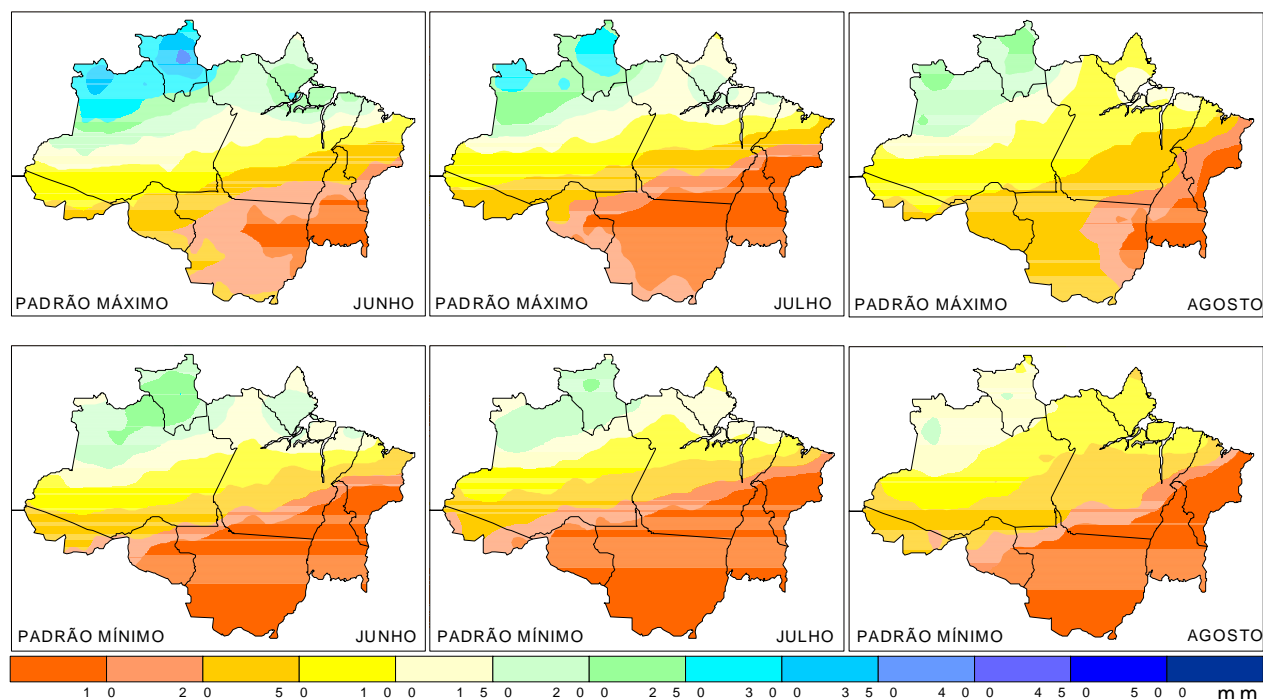 PADRÃO MÁXIMO JUNHO
PADRÃO MÁXIMO JULHO
PADRÃO MÁXIMO AGOSTO
PADRÃO MÍNIMO JUNHO
PADRÃO MÍNIMO JULHO
PADRÃO MÍNIMO AGOSTO
10 20 50 100 150 200 250 300 350 400 450 500 mm